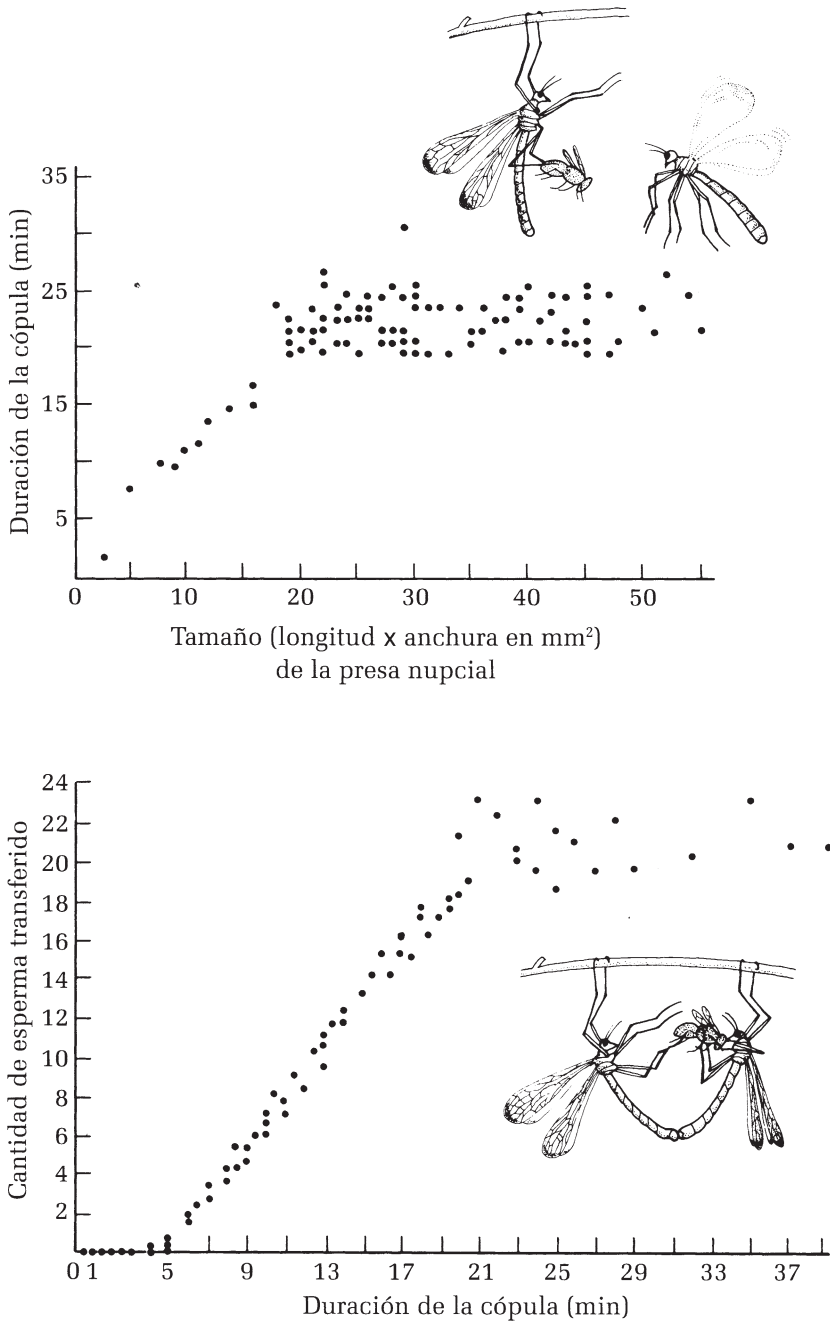 35
25
15
5
Duración de la cópula (min)
0 10 20 30 40 50
Tamaño (longitud x anchura en mm²)
de la presa nupcial
24
22
20
18
16
14
12
10
8
6
4
2
Cantidad de esperma transferido
0 1 5 9 13 17 21 25 29 33 37
Duración de la cópula (min)